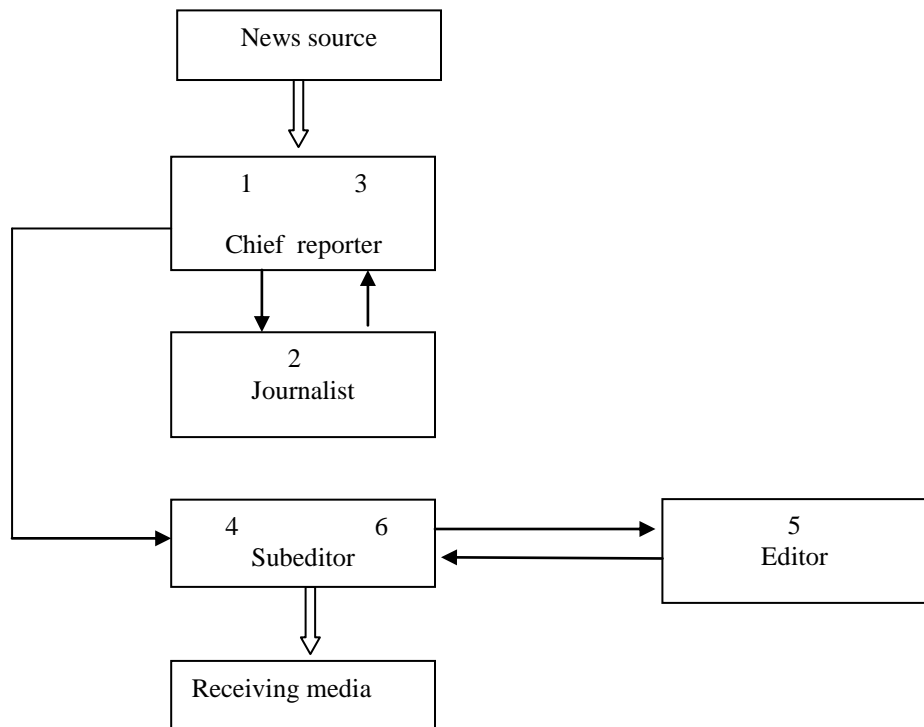 News source
1 3
Chief reporter
2
Journalist
4 6
Subeditor
5
Editor
Receiving media